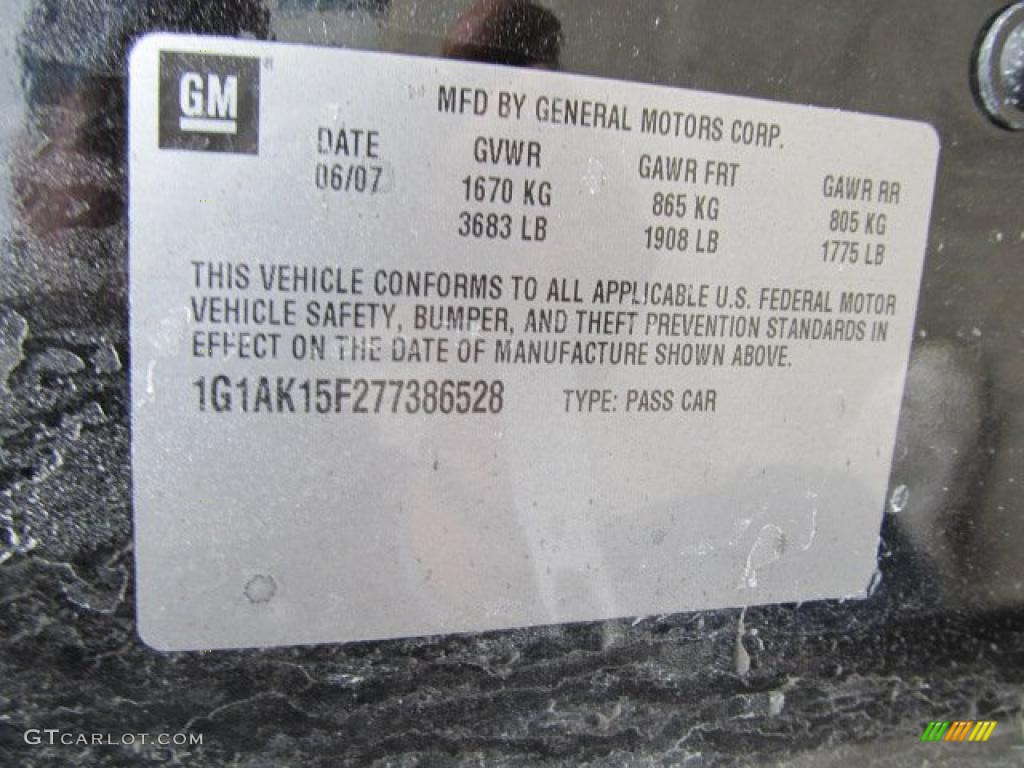 GM
MFD BY GENERAL MOTORS CORP.
DATE GVWR GAWR FRT GAWR RR
06/07 1670 KG 865 KG 805 KG
3683 LB 1908 LB 1775 LB
THIS VEHICLE CONFORMS TO ALL APPLICABLE U.S. FEDERAL MOTOR
VEHICLE SAFETY, BUMPER, AND THEFT PREVENTION STANDARDS IN
EFFECT ON THE DATE OF MANUFACTURE SHOWN ABOVE.
1G1AK15F277386528 TYPE: PASS CAR
GTCARLOT.COM